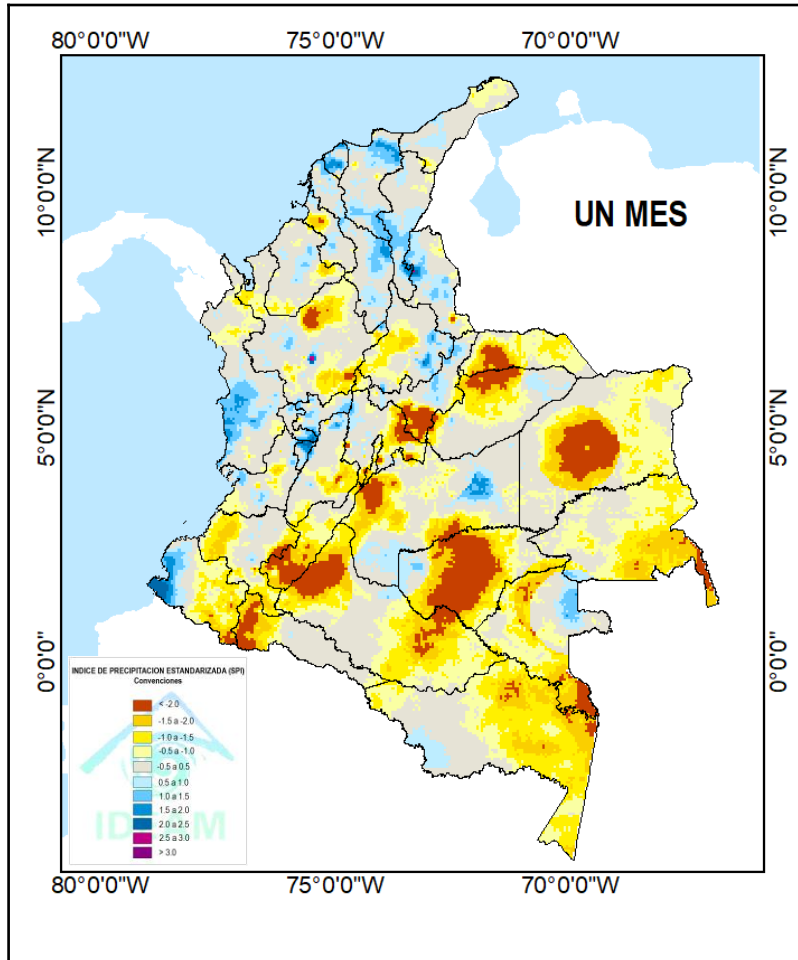 80°0'0"W 75°0'0"W 70°0'0"W
10°0'0"N 10°0'0"N
UN MES
5°0'0"N 5°0'0"N
0°0'0" 0°0'0"
INDICE DE PRECIPITACION ESTANDARIZADA (SPI)
Convenciones
< -2.0
-1.5 a -2.0
-1.0 a -1.5
-0.5 a -1.0
-0.5 a 0.5
0.5 a 1.0
1.0 a 1.5
1.5 a 2.0
2.0 a 2.5
2.5 a 3.0
> 3.0
IDEAM
80°0'0"W 75°0'0"W 70°0'0"W